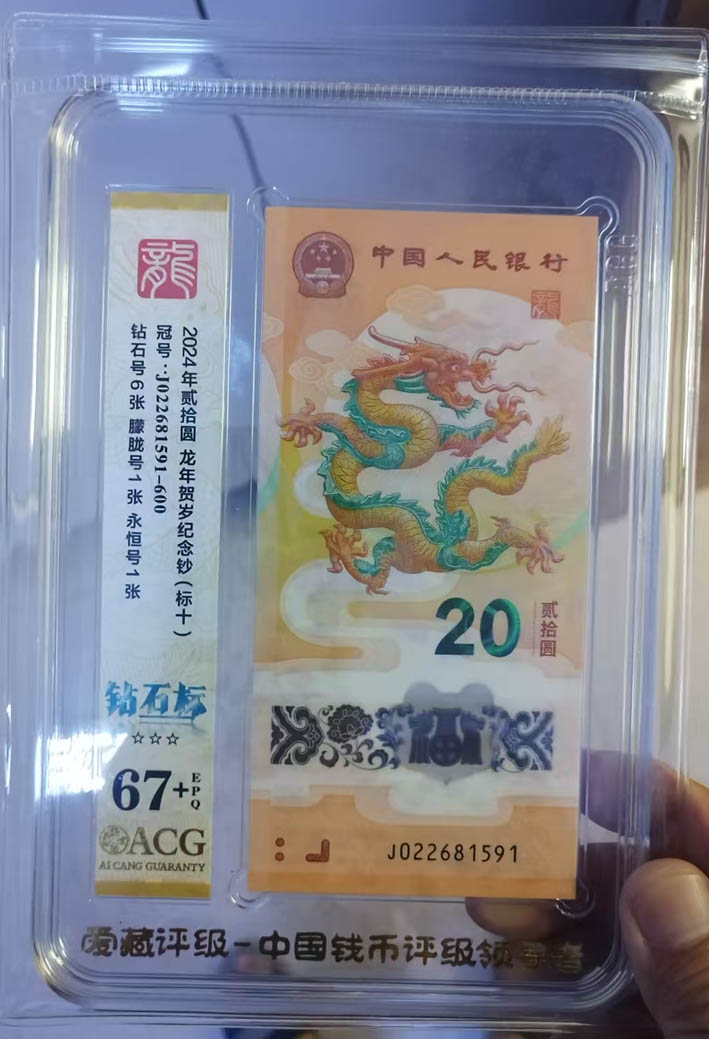 龍
2024年贰拾圆 龙年贺岁纪念钞(标十)
冠号:J022681591-600
钻石号6张 朦胧号1张 永恒号1张
钻石标
☆☆☆
67+EPQ
ACG
AI CANG GUARANTY
中国人民银行
龍
20
贰拾圆
福
J022681591
爱藏评级-中国钱币评级领导者